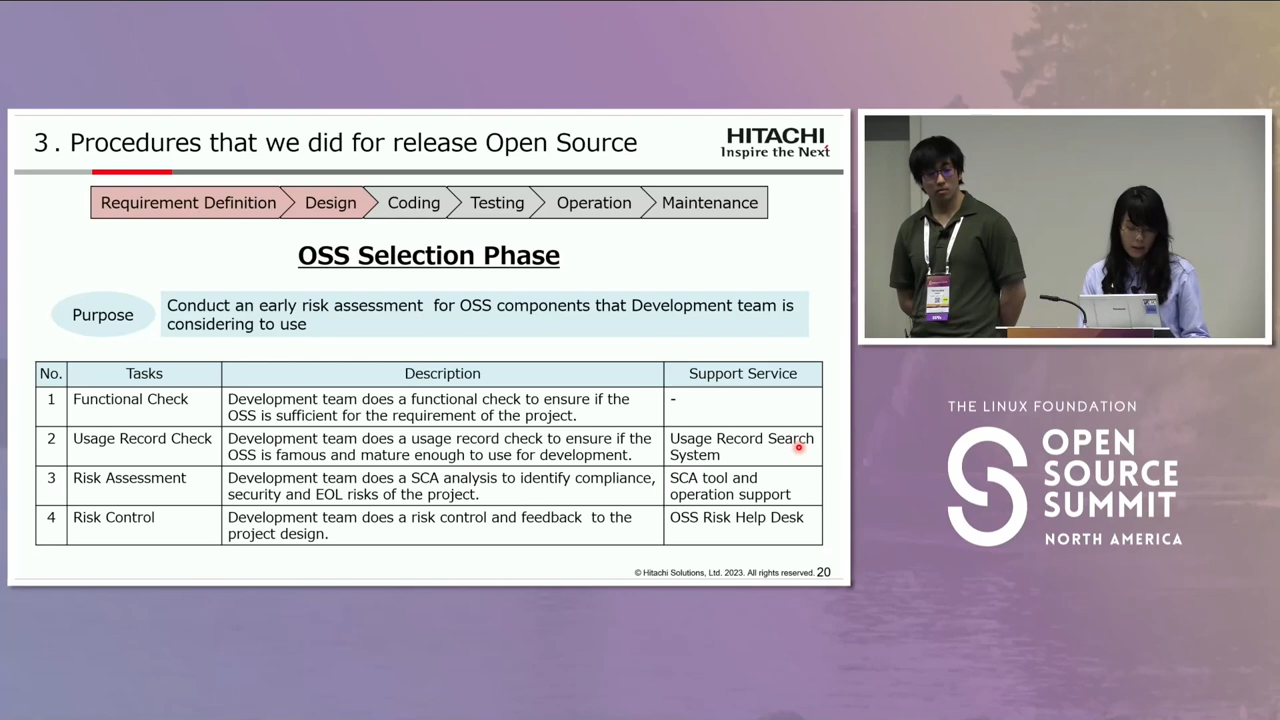 3. Procedures that we did for release Open Source
HITACHI
Inspire the Next
Requirement Definition
Design
Coding
Testing
Operation
Maintenance
OSS Selection Phase
Purpose
Conduct an early risk assessment for OSS components that Development team is
considering to use
No.
Tasks
Description
Support Service
1
Functional Check
Development team does a functional check to ensure if the
OSS is sufficient for the requirement of the project.
-
2
Usage Record Check
Development team does a usage record check to ensure if the
OSS is famous and mature enough to use for development.
Usage Record Search
System
3
Risk Assessment
Development team does a SCA analysis to identify compliance,
security and EOL risks of the project.
SCA tool and
operation support
4
Risk Control
Development team does a risk control and feedback to the
project design.
OSS Risk Help Desk
© Hitachi Solutions, Ltd. 2023. All rights reserved. 20
THE LINUX FOUNDATION
OPEN
SOURCE
SUMMIT
NORTH AMERICA